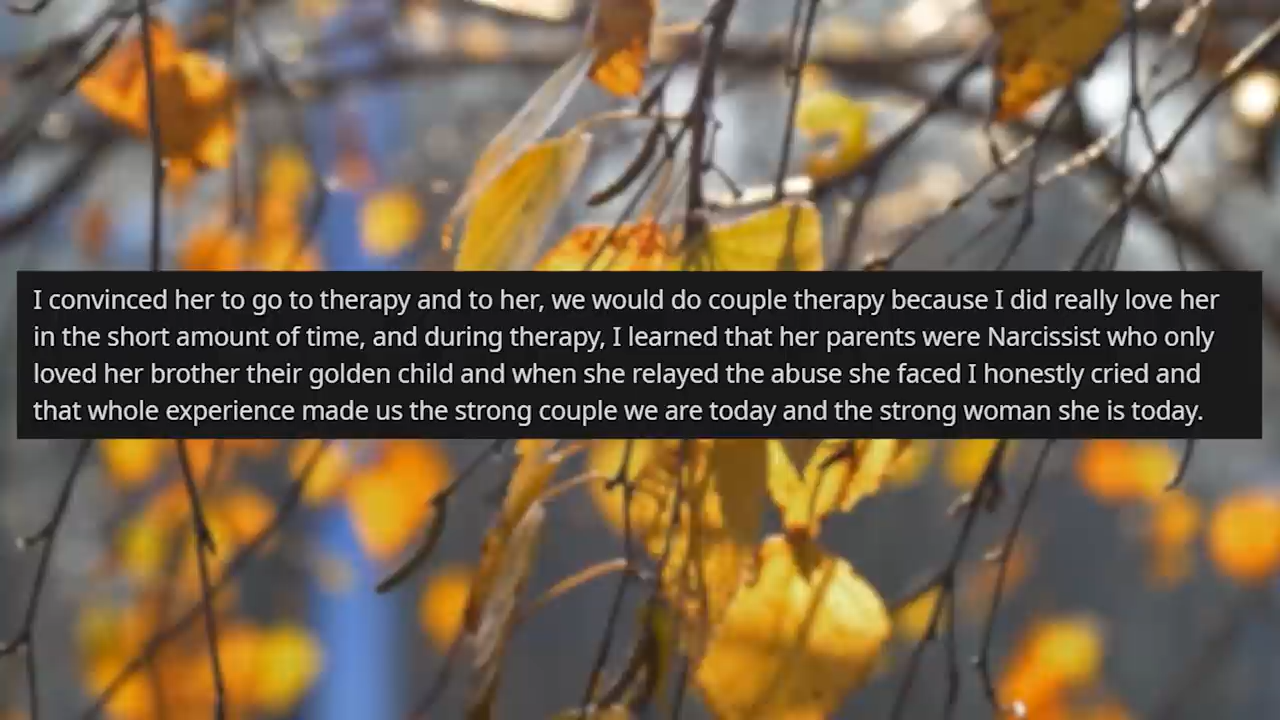 I convinced her to go to therapy and to her, we would do couple therapy because I did really love her
in the short amount of time, and during therapy, I learned that her parents were Narcissist who only
loved her brother their golden child and when she relayed the abuse she faced I honestly cried and
that whole experience made us the strong couple we are today and the strong woman she is today.